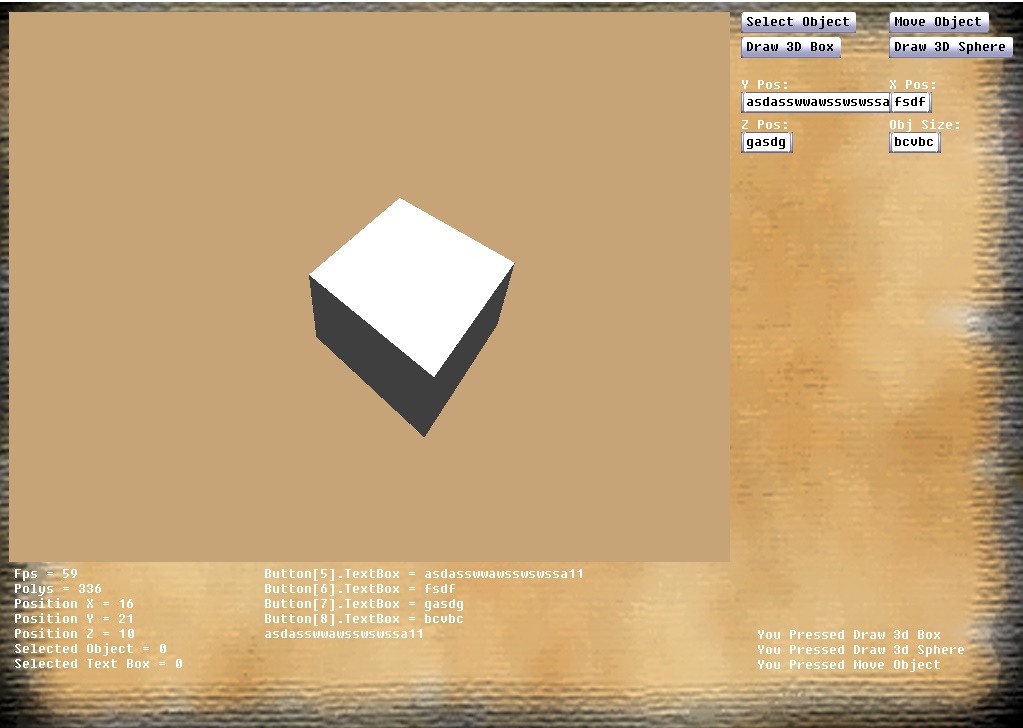 Select Object Move Object
Draw 3D Box Draw 3D Sphere
Y Pos: X Pos:
asdasswwawsswswssa fsdf
Z Pos: Obj Size:
gasdg bcvbc
Fps = 59 Button[5].TextBox = asdasswwawsswswssa11
Polys = 336 Button[6].TextBox = fsdf
Position X = 16 Button[7].TextBox = gasdg
Position Y = 21 Button[8].TextBox = bcvbc
Position Z = 10 asdasswwawsswswssa11 You Pressed Draw 3d Box
Selected Object = 0 You Pressed Draw 3d Sphere
Selected Text Box = 0 You Pressed Move Object